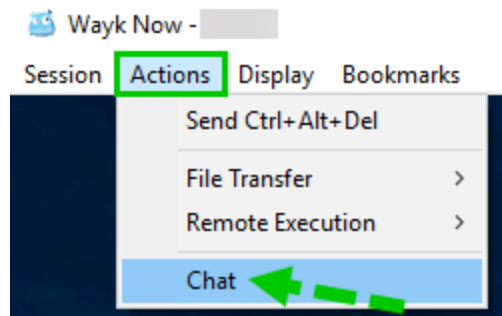 Wayk Now -
Session Actions Display Bookmarks
Send Ctrl+Alt+Del
File Transfer
Remote Execution
Chat